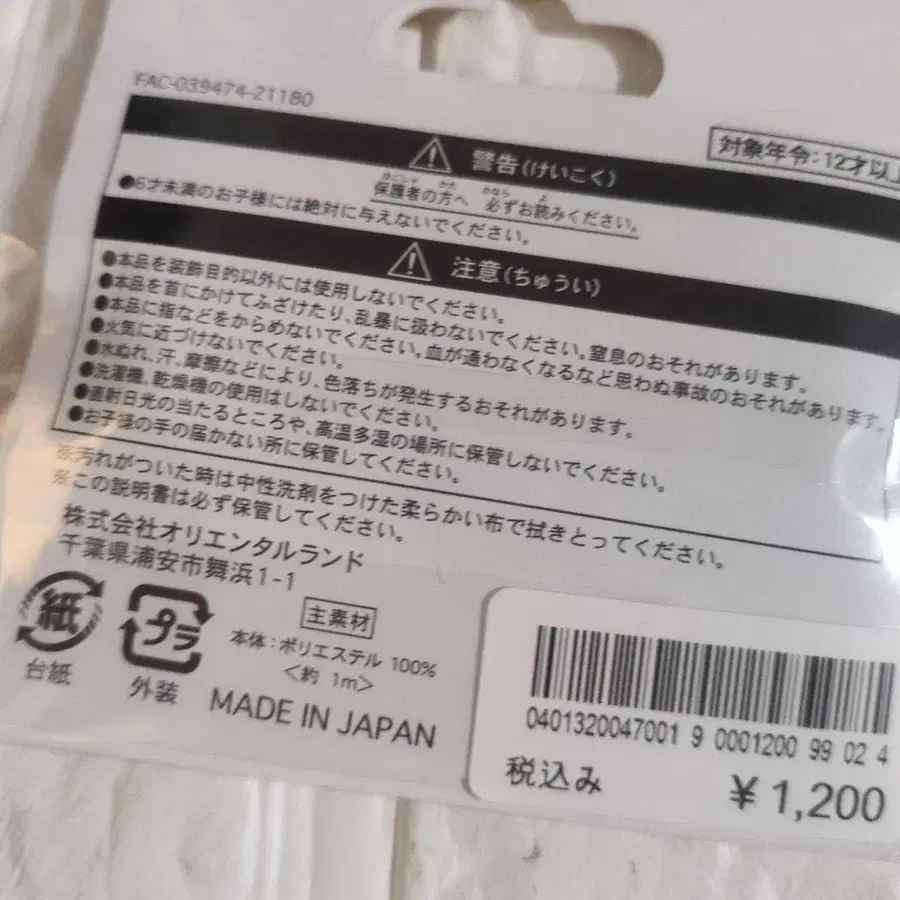 FAC-039474-2118O
対象年令:12才以上
警告(けいこく)
保護者の方へ 必ずお読みください。
●6才未満のお子様には絶対に与えないでください。
注意(ちゅうい)
●本品を装飾目的以外には使用しないでください。
●本品を首にかけてふざけたり、乱暴に扱わないでください。窒息のおそれがあります。
●本品に指などをからめないでください。血が通わなくなるなど思わぬ事故のおそれがあります。
●火気に近づけないでください。
●水ぬれ、汗、摩擦などにより、色落ちが発生するおそれがあります。
●洗濯機、乾燥機の使用はしないでください。
●直射日光の当たるところや、高温多湿の場所に保管しないでください。
●お子様の手の届かない所に保管してください。
※汚れがついた時は中性洗剤をつけた柔らかい布で拭きとってください。
※この説明書は必ず保管してください。
株式会社オリエンタルランド
千葉県浦安市舞浜1-1
紙
台紙
プラ
外装
主素材
本体:ポリエステル 100%
<約 1m>
MADE IN JAPAN
0401320047001 9 0001200 99 02 4
税込み
¥1,200